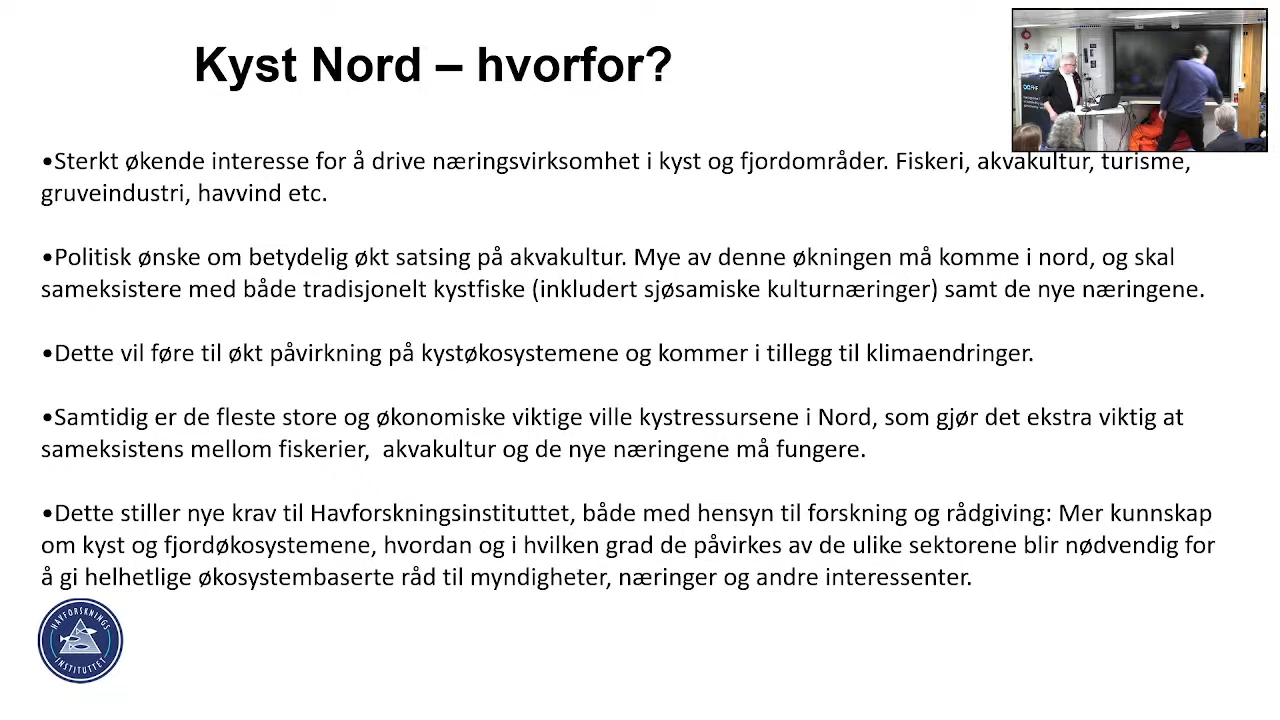 Kyst Nord – hvorfor?
•Sterkt økende interesse for å drive næringsvirksomhet i kyst og fjordområder. Fiskeri, akvakultur, turisme,
gruveindustri, havvind etc.
•Politisk ønske om betydelig økt satsing på akvakultur. Mye av denne økningen må komme i nord, og skal
sameksistere med både tradisjonelt kystfiske (inkludert sjøsamiske kulturnæringer) samt de nye næringene.
•Dette vil føre til økt påvirkning på kystøkosystemene og kommer i tillegg til klimaendringer.
•Samtidig er de fleste store og økonomiske viktige ville kystressursene i Nord, som gjør det ekstra viktig at
sameksistens mellom fiskerier,  akvakultur og de nye næringene må fungere.
•Dette stiller nye krav til Havforskningsinstituttet, både med hensyn til forskning og rådgiving: Mer kunnskap
om kyst og fjordøkosystemene, hvordan og i hvilken grad de påvirkes av de ulike sektorene blir nødvendig for
å gi helhetlige økosystembaserte råd til myndigheter, næringer og andre interessenter.
HAVFORSKNINGS
INSTITUTTET